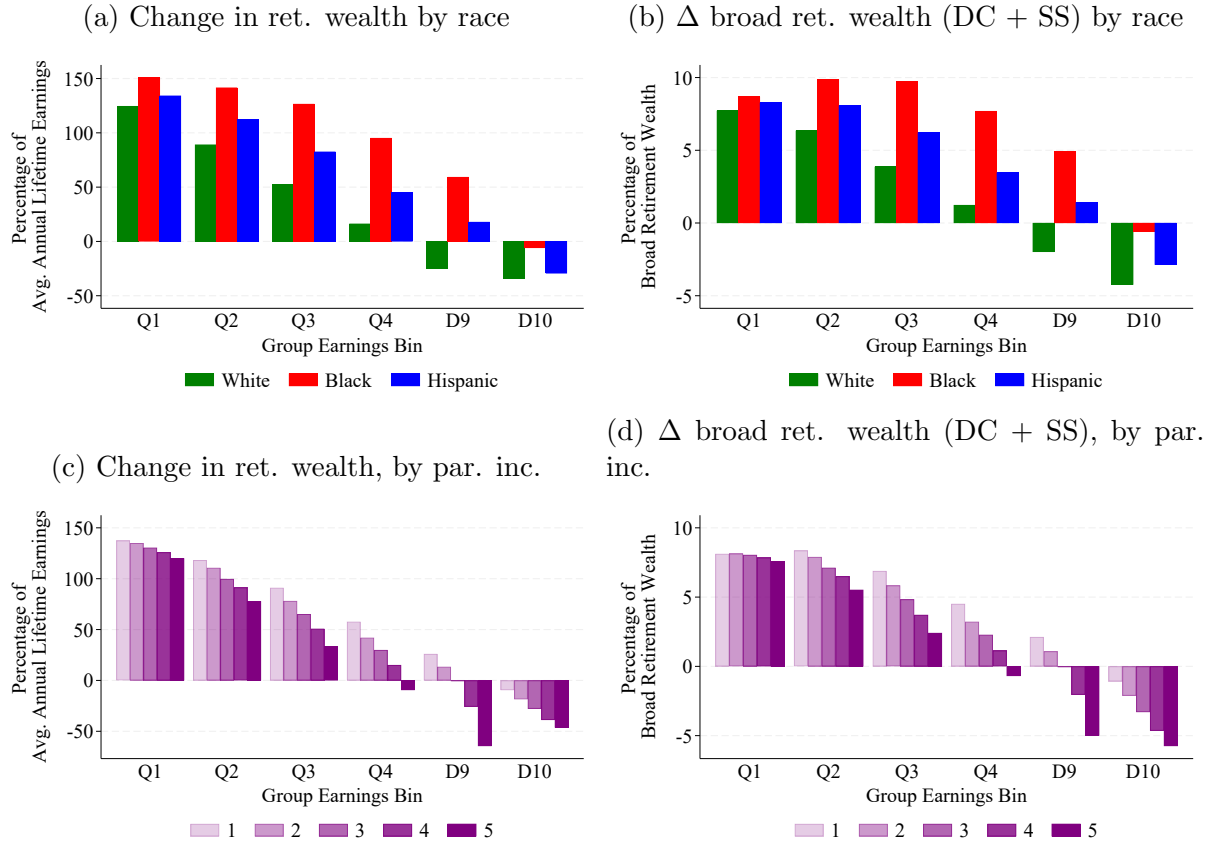 (a) Change in ret. wealth by race
Percentage of
Avg. Annual Lifetime Earnings
150
100
50
0
-50
Q1 Q2 Q3 Q4 D9 D10
Group Earnings Bin
White Black Hispanic
(b) Δ broad ret. wealth (DC + SS) by race
Percentage of
Broad Retirement Wealth
10
5
0
-5
Q1 Q2 Q3 Q4 D9 D10
Group Earnings Bin
White Black Hispanic
(c) Change in ret. wealth, by par. inc.
Percentage of
Avg. Annual Lifetime Earnings
150
100
50
0
-50
Q1 Q2 Q3 Q4 D9 D10
Group Earnings Bin
1 2 3 4 5
(d) Δ broad ret. wealth (DC + SS), by par.
inc.
Percentage of
Broad Retirement Wealth
10
5
0
-5
Q1 Q2 Q3 Q4 D9 D10
Group Earnings Bin
1 2 3 4 5